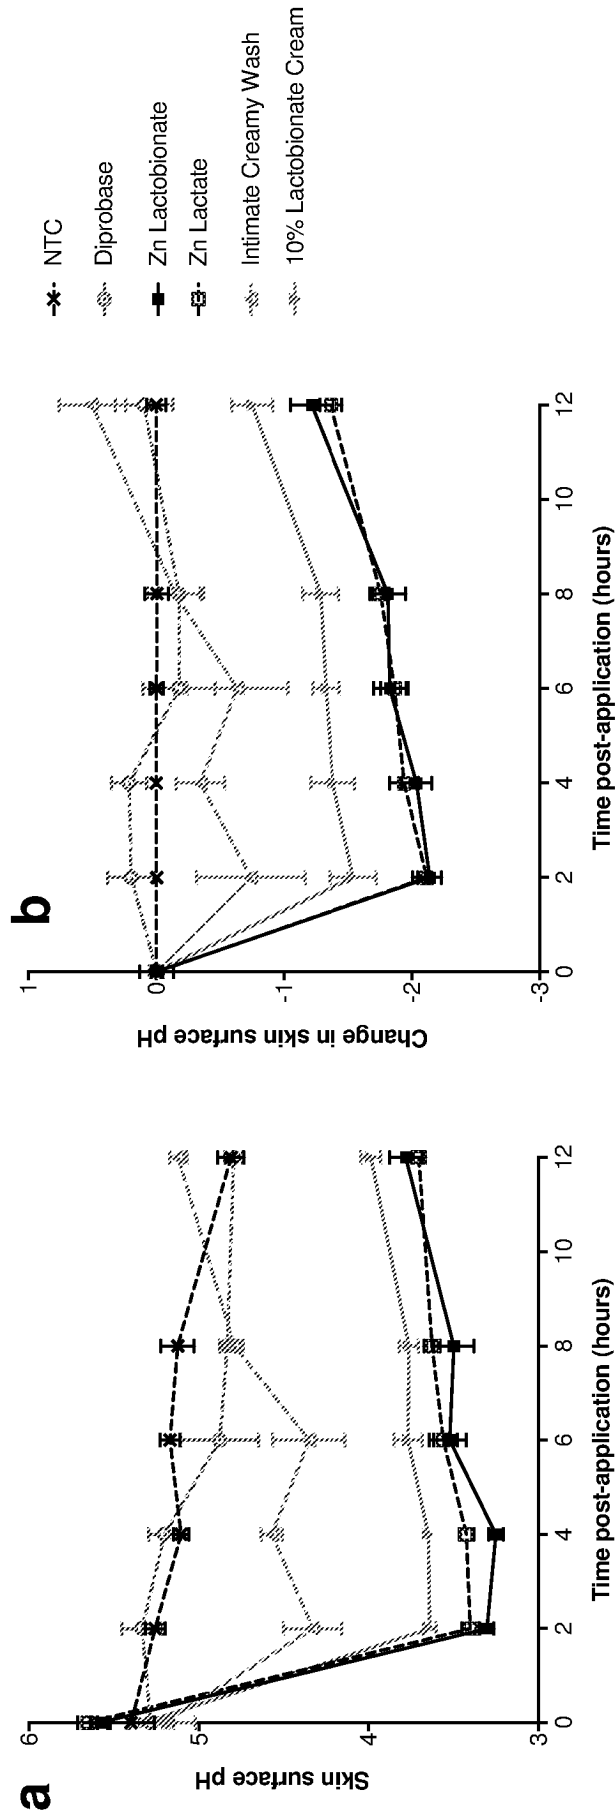 a
Skin surface pH
6
5
4
3
0
2
4
6
8
10
12
Time post-application (hours)
b
Change in skin surface pH
1
0
-1
-2
-3
0
2
4
6
8
10
12
Time post-application (hours)
NTC
Diprobase
Zn Lactobionate
Zn Lactate
Intimate Creamy Wash
10% Lactobionate Cream